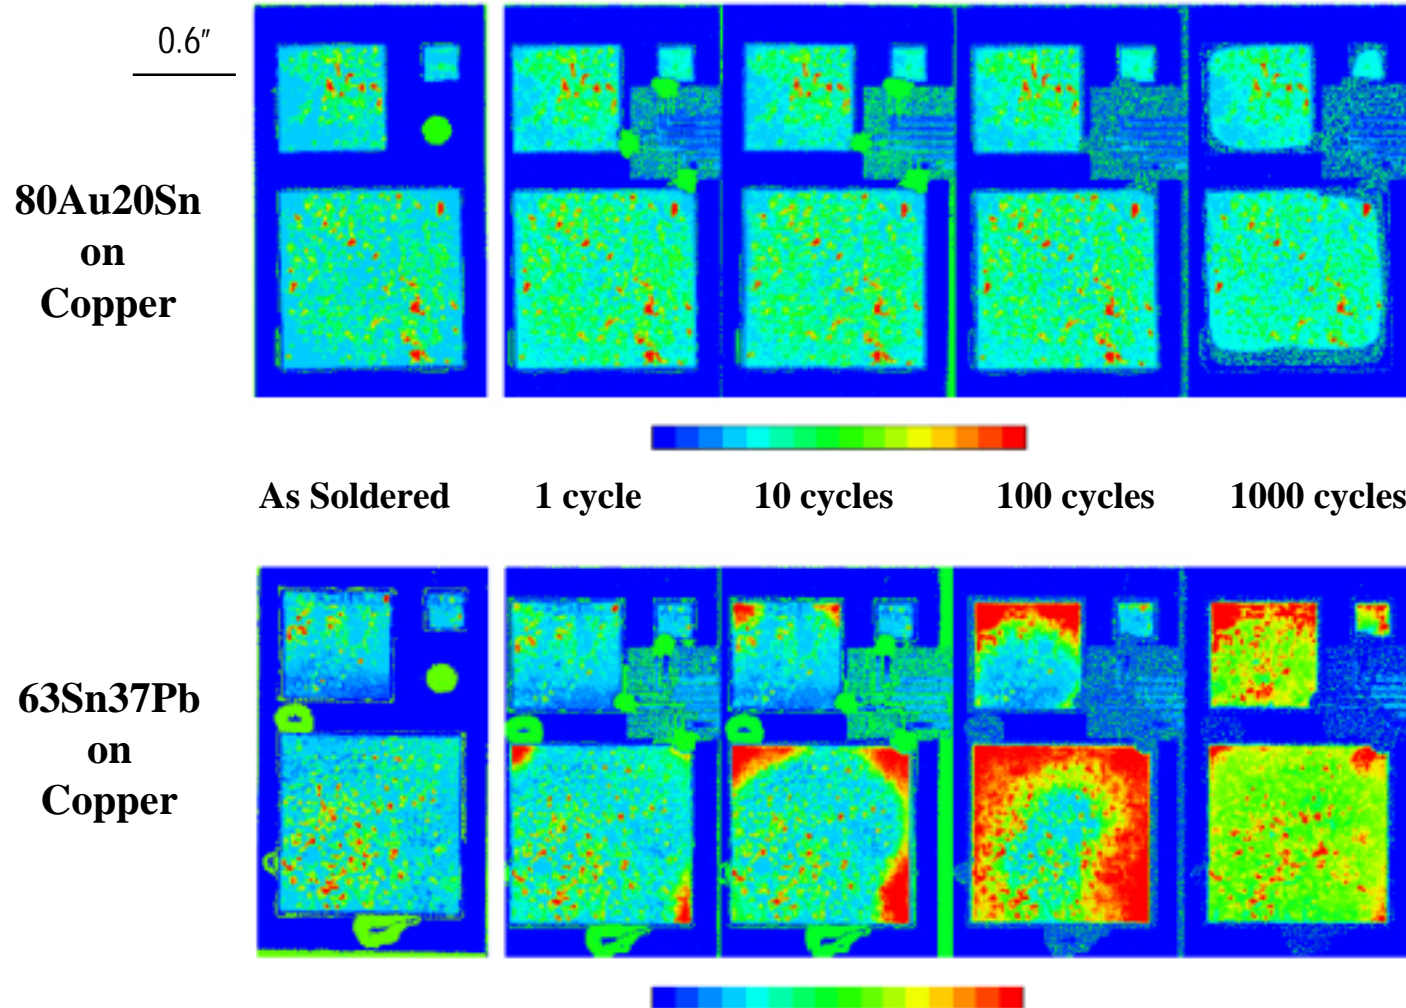 0.6″
80Au20Sn
on
Copper
As Soldered 1 cycle 10 cycles 100 cycles 1000 cycles
63Sn37Pb
on
Copper